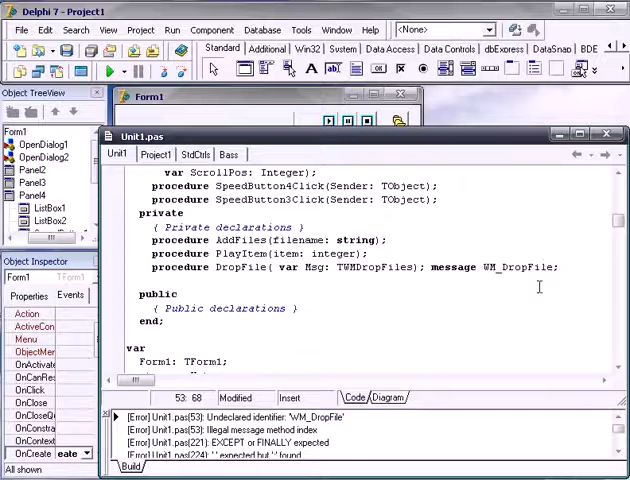 Delphi 7 - Project1
File Edit Search View Project Run Component Database Tools Window Help <None>
Standard Additional Win32 System Data Access Data Controls dbExpress DataSnap BDE
Object TreeView
Form1
OpenDialog1
OpenDialog2
Panel2
Panel3
Panel4
ListBox1
ListBox2
Form1
Unit1.pas
Unit1 Project1 StdCtrls Bass
var ScrollPos: Integer);
procedure SpeedButton4Click(Sender: TObject);
procedure SpeedButton3Click(Sender: TObject);
private
{ Private declarations }
procedure AddFiles(filename: string);
procedure PlayItem(item: integer);
procedure DropFile( var Msg: TWMDropFiles); message WM_DropFile;
public
{ Public declarations }
end;
var
Form1: TForm1;
53: 68 Modified Insert Code Diagram
[Error] Unit1.pas(53): Undeclared identifier: 'WM_DropFile'
[Error] Unit1.pas(53): Illegal message method index
[Error] Unit1.pas(221): EXCEPT or FINALLY expected
Build
Object Inspector
Form1 TForm1
Properties Events
Action
ActiveCon
Menu
ObjectMer
OnActivate
OnCanRes
OnClick
OnClose
OnCloseQu
OnConstra
OnContext
OnCreate eate
All shown